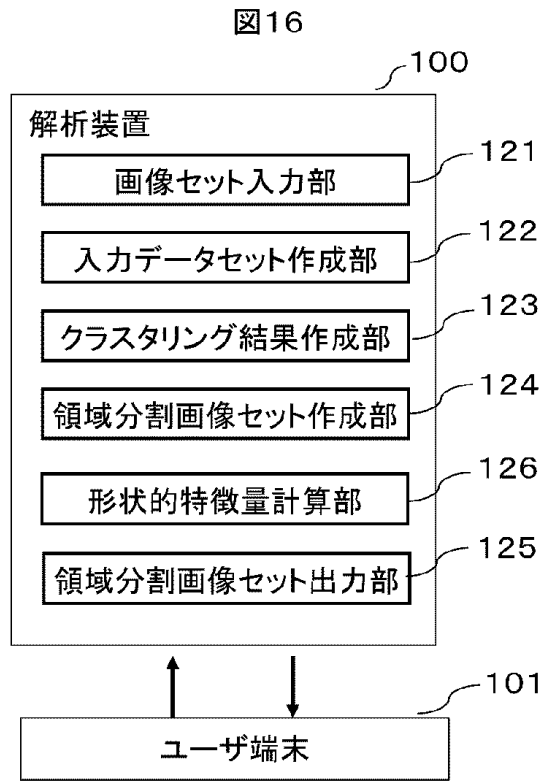 図16
100
解析装置
画像セット入力部
121
入力データセット作成部
122
クラスタリング結果作成部
123
領域分割画像セット作成部
124
形状的特徴量計算部
126
領域分割画像セット出力部
125
101
ユーザ端末